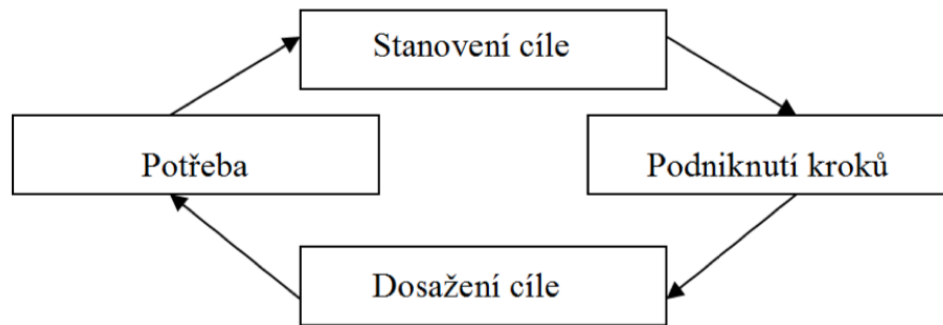 Stanovení cíle
Potřeba
Podniknutí kroků
Dosažení cíle